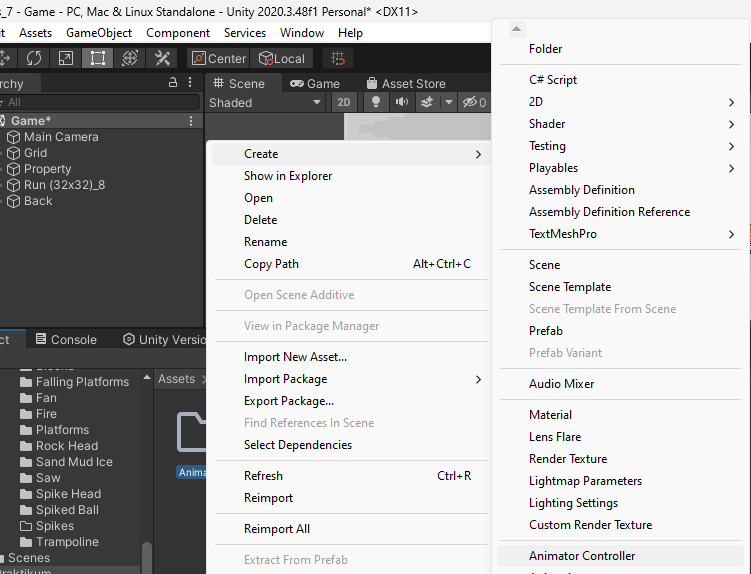 s_7 - Game - PC, Mac & Linux Standalone - Unity 2020.3.48f1 Personal* <DX11>
Assets GameObject Component Services Window Help
Center Local
Scene Game Asset Store
All
Shaded 2D 0
Game*
Main Camera
Grid
Property
Run (32x32)_8
Back
Console Unity Versio
Falling Platforms
Fan
Fire
Platforms
Rock Head
Sand Mud Ice
Saw
Spike Head
Spiked Ball
Spikes
Trampoline
Scenes
Assets
Anima
Create
Show in Explorer
Open
Delete
Rename
Copy Path Alt+Ctrl+C
Open Scene Additive
View in Package Manager
Import New Asset...
Import Package
Export Package...
Find References In Scene
Select Dependencies
Refresh Ctrl+R
Reimport
Reimport All
Extract From Prefab
Folder
C# Script
2D
Shader
Testing
Playables
Assembly Definition
Assembly Definition Reference
TextMeshPro
Scene
Scene Template
Scene Template From Scene
Prefab
Prefab Variant
Audio Mixer
Material
Lens Flare
Render Texture
Lightmap Parameters
Lighting Settings
Custom Render Texture
Animator Controller